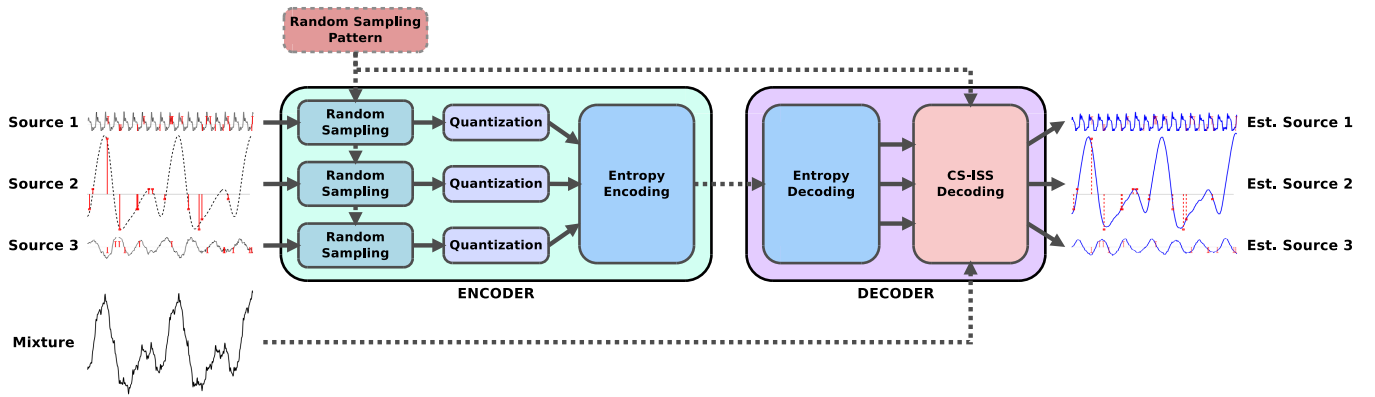 Random Sampling
Pattern
Source 1
Random
Sampling
Quantization
Est. Source 1
Source 2
Random
Sampling
Quantization
Entropy
Encoding
Entropy
Decoding
CS-ISS
Decoding
Est. Source 2
Source 3
Random
Sampling
Quantization
Est. Source 3
ENCODER
DECODER
Mixture